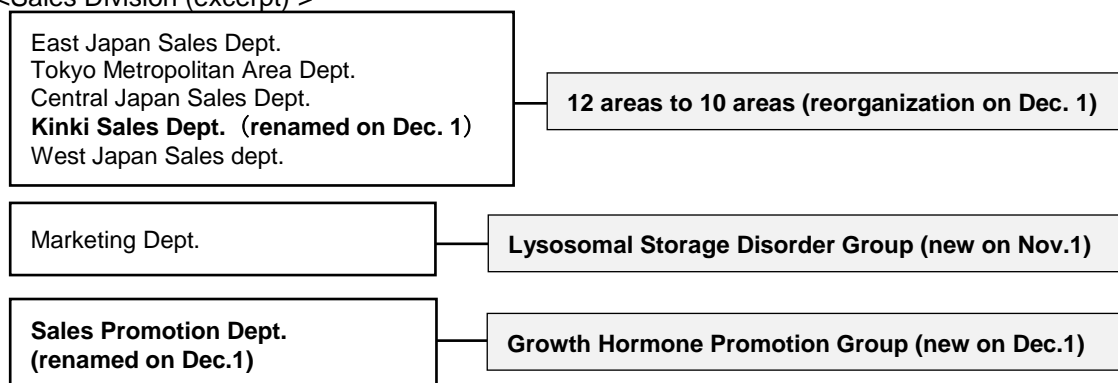 <Sales Division (excerpt) >
East Japan Sales Dept.
Tokyo Metropolitan Area Dept.
Central Japan Sales Dept.
Kinki Sales Dept.（renamed on Dec. 1）
West Japan Sales dept.
12 areas to 10 areas (reorganization on Dec. 1)
Marketing Dept.
Lysosomal Storage Disorder Group (new on Nov.1)
Sales Promotion Dept.
(renamed on Dec.1)
Growth Hormone Promotion Group (new on Dec.1)